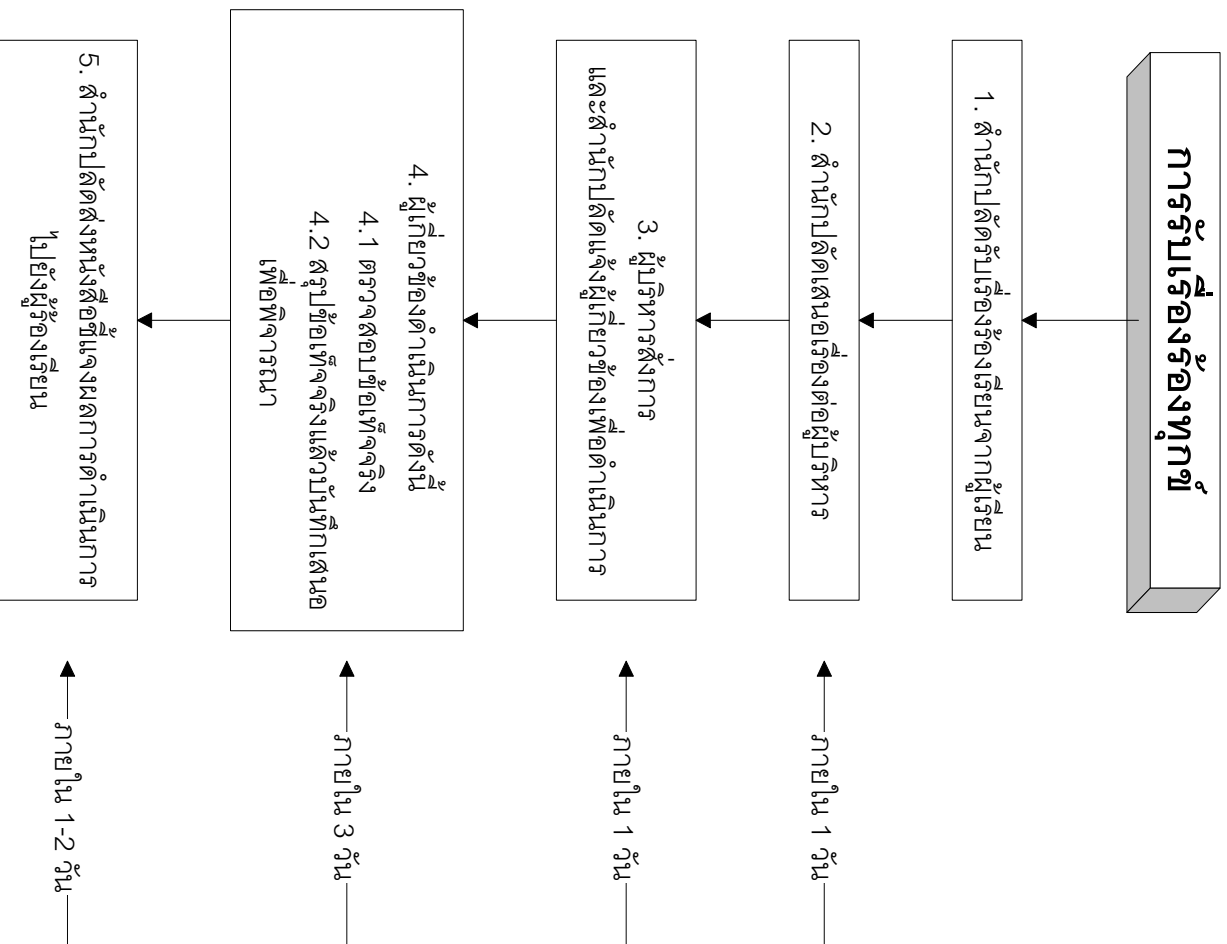 การรับเรื่องร้องทุกข์
1. สำนักปลัดรับเรื่องร้องเรียนจากผู้เรียน
2. สำนักปลัดเสนอเรื่องต่อผู้บริหาร
ภายใน 1 วัน
3. ผู้บริหารสั่งการ
และสำนักปลัดแจ้งผู้เกี่ยวข้องเพื่อดำเนินการ
ภายใน 1 วัน
4. ผู้เกี่ยวข้องดำเนินการดังนี้
4.1 ตรวจสอบข้อเท็จจริง
4.2 สรุปข้อเท็จจริงแล้วบันทึกเสนอ
เพื่อพิจารณา
ภายใน 3 วัน
5. สำนักปลัดส่งหนังสือชี้แจงผลการดำเนินการ
ไปยังผู้ร้องเรียน
ภายใน 1-2 วัน